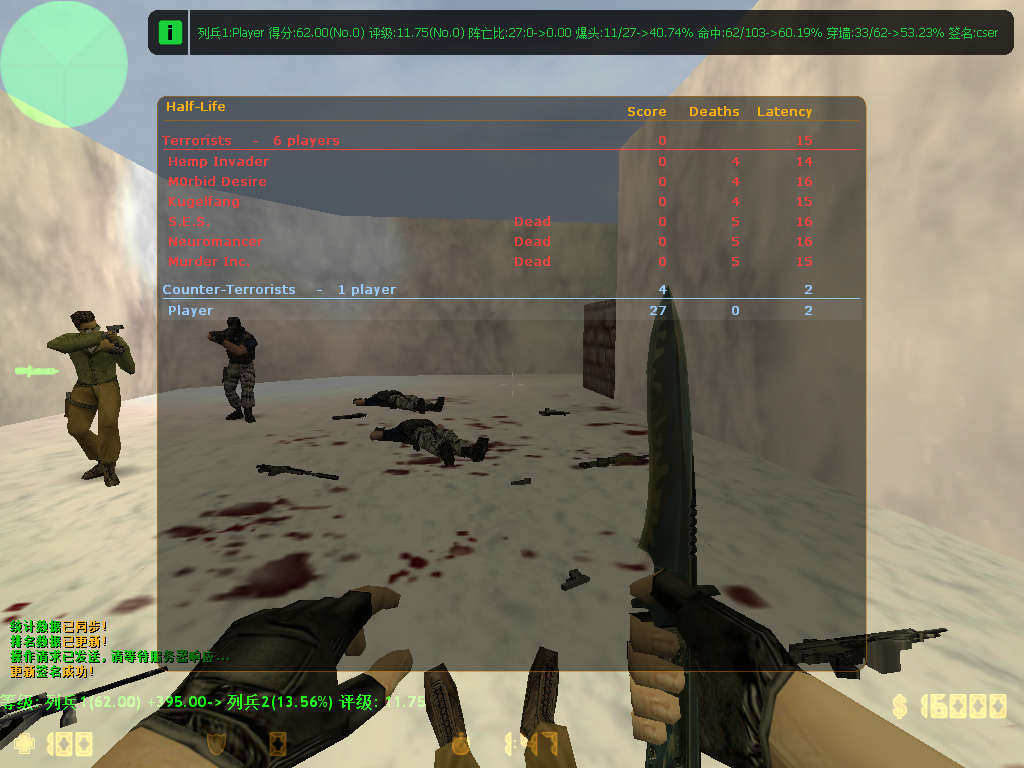 列兵1:Player 得分:62.00(No.0) 评级:11.75(No.0) 阵亡比:27:0->0.00 爆头:11/27->40.74% 命中:62/103->60.19% 穿墙:33/62->53.23% 签名:cser
Half-Life Score Deaths Latency
Terrorists - 6 players 0 15
Hemp Invader 0 4 14
M0rbid Desire 0 4 16
Kugelfang 0 4 15
S.E.S. Dead 0 5 16
Neuromancer Dead 0 5 16
Murder Inc. Dead 0 5 15
Counter-Terrorists - 1 player 4 2
Player 27 0 2
统计数据已同步!
排名数据已更新!
操作请求已发送, 请等待服务器响应...
更新签名成功!
等级: 列兵1(62.00) +395.00-> 列兵2(13.56%) 评级: 11.75
$ 16000
100 0 1:47